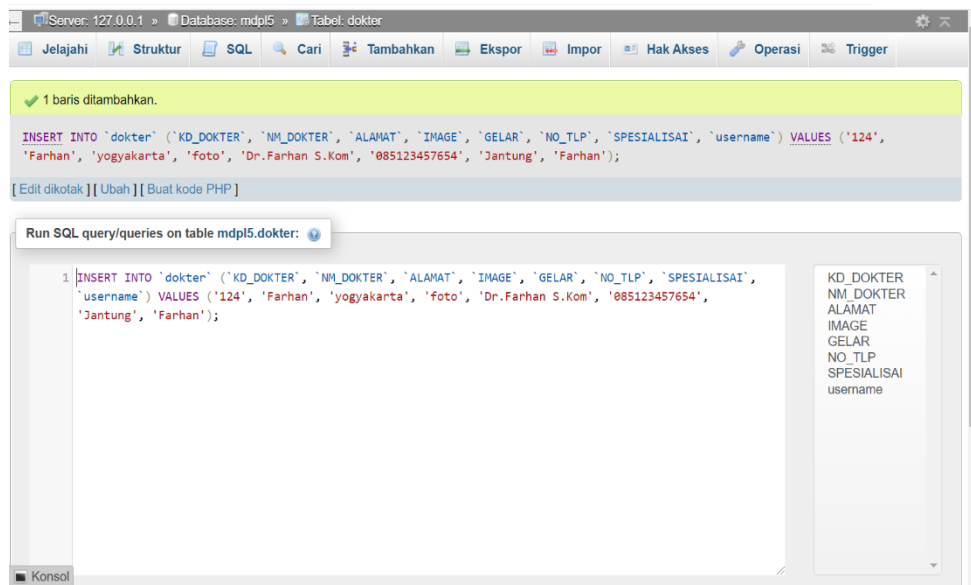 Server: 127.0.0.1 » Database: mdpl5 » Tabel: dokter
Jelajahi Struktur SQL Cari Tambahkan Ekspor Impor Hak Akses Operasi Trigger
1 baris ditambahkan.
INSERT INTO `dokter` (`KD_DOKTER`, `NM_DOKTER`, `ALAMAT`, `IMAGE`, `GELAR`, `NO_TLP`, `SPESIALISAI`, `username`) VALUES ('124',
'Farhan', 'yogyakarta', 'foto', 'Dr.Farhan S.Kom', '085123457654', 'Jantung', 'Farhan');
[ Edit dikotak ] [ Ubah ] [ Buat kode PHP ]
Run SQL query/queries on table mdpl5.dokter:
1 INSERT INTO `dokter` (`KD_DOKTER`, `NM_DOKTER`, `ALAMAT`, `IMAGE`, `GELAR`, `NO_TLP`, `SPESIALISAI`,
`username`) VALUES ('124', 'Farhan', 'yogyakarta', 'foto', 'Dr.Farhan S.Kom', '085123457654',
'Jantung', 'Farhan');
KD_DOKTER
NM_DOKTER
ALAMAT
IMAGE
GELAR
NO_TLP
SPESIALISAI
username
Konsol